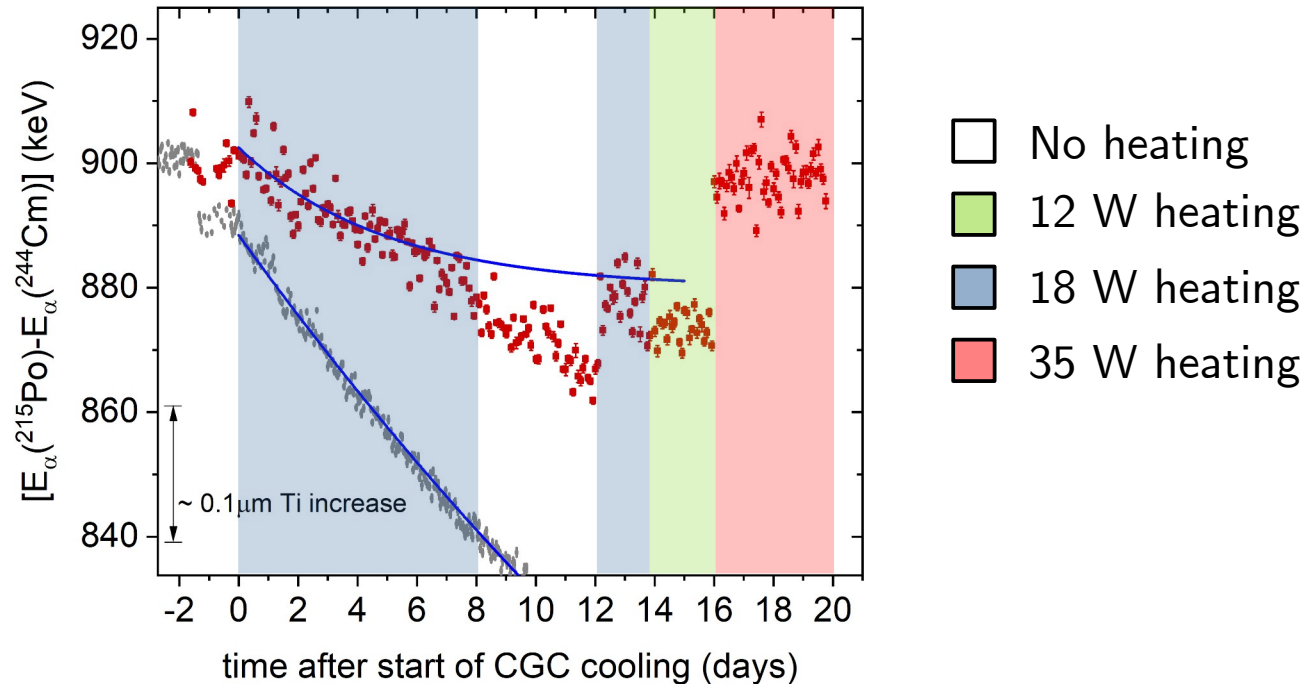 [Eα(²¹⁵Po)-Eα(²⁴⁴Cm)] (keV)
920
900
880
860
840
~ 0.1μm Ti increase
-2 0 2 4 6 8 10 12 14 16 18 20
time after start of CGC cooling (days)
No heating
12 W heating
18 W heating
35 W heating